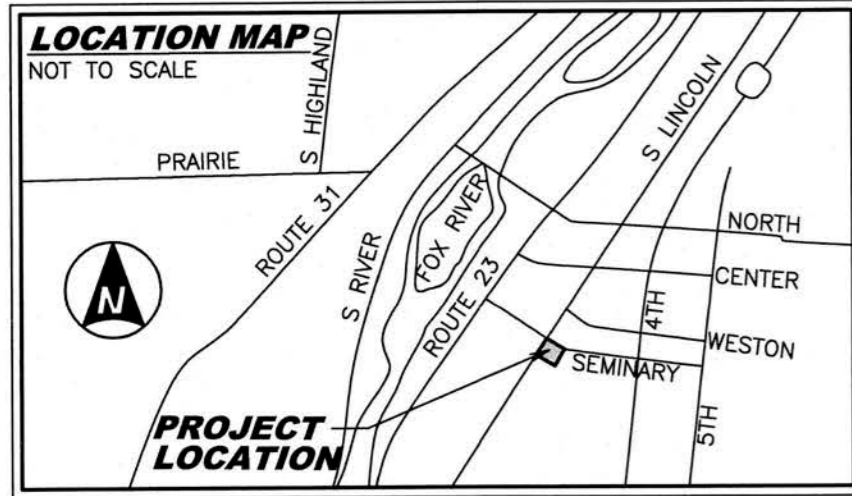 LOCATION MAP
NOT TO SCALE
S HIGHLAND
PRAIRIE
ROUTE 31
S RIVER
FOX RIVER
ROUTE 23
S LINCOLN
NORTH
CENTER
4TH
WESTON
SEMINARY
5TH
N
PROJECT
LOCATION